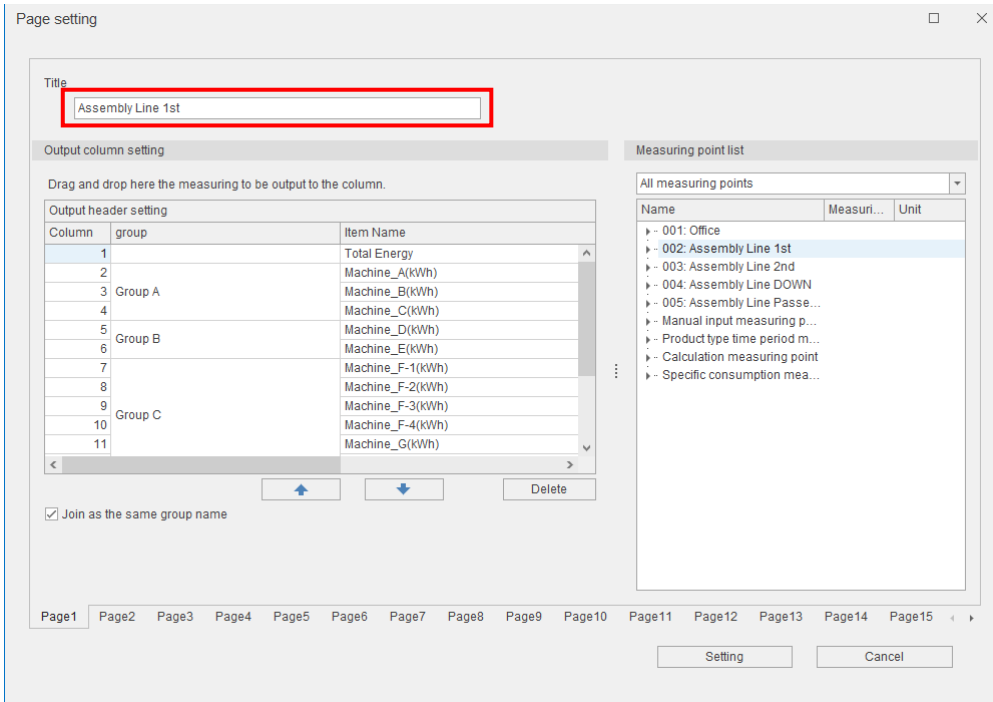 Page setting
Title
Assembly Line 1st
Output column setting
Measuring point list
Drag and drop here the measuring to be output to the column.
All measuring points
Output header setting
Name Measuri... Unit
Column group Item Name
001: Office
002: Assembly Line 1st
003: Assembly Line 2nd
004: Assembly Line DOWN
005: Assembly Line Passe...
Manual input measuring p...
Product type time period m...
Calculation measuring point
Specific consumption mea...
1 Total Energy
2 Machine_A(kWh)
3 Group A Machine_B(kWh)
4 Machine_C(kWh)
5 Group B Machine_D(kWh)
6 Machine_E(kWh)
7 Machine_F-1(kWh)
8 Machine_F-2(kWh)
9 Group C Machine_F-3(kWh)
10 Machine_F-4(kWh)
11 Machine_G(kWh)
Delete
Join as the same group name
Page1 Page2 Page3 Page4 Page5 Page6 Page7 Page8 Page9 Page10 Page11 Page12 Page13 Page14 Page15
Setting Cancel